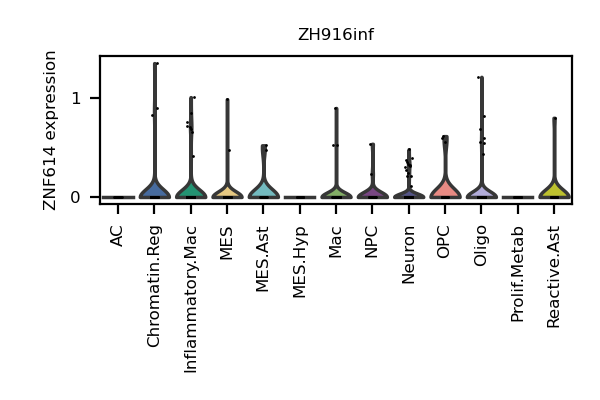 ZH916inf
ZNF614 expression
1
0
AC
Chromatin.Reg
Inflammatory.Mac
MES
MES.Ast
MES.Hyp
Mac
NPC
Neuron
OPC
Oligo
Prolif.Metab
Reactive.Ast